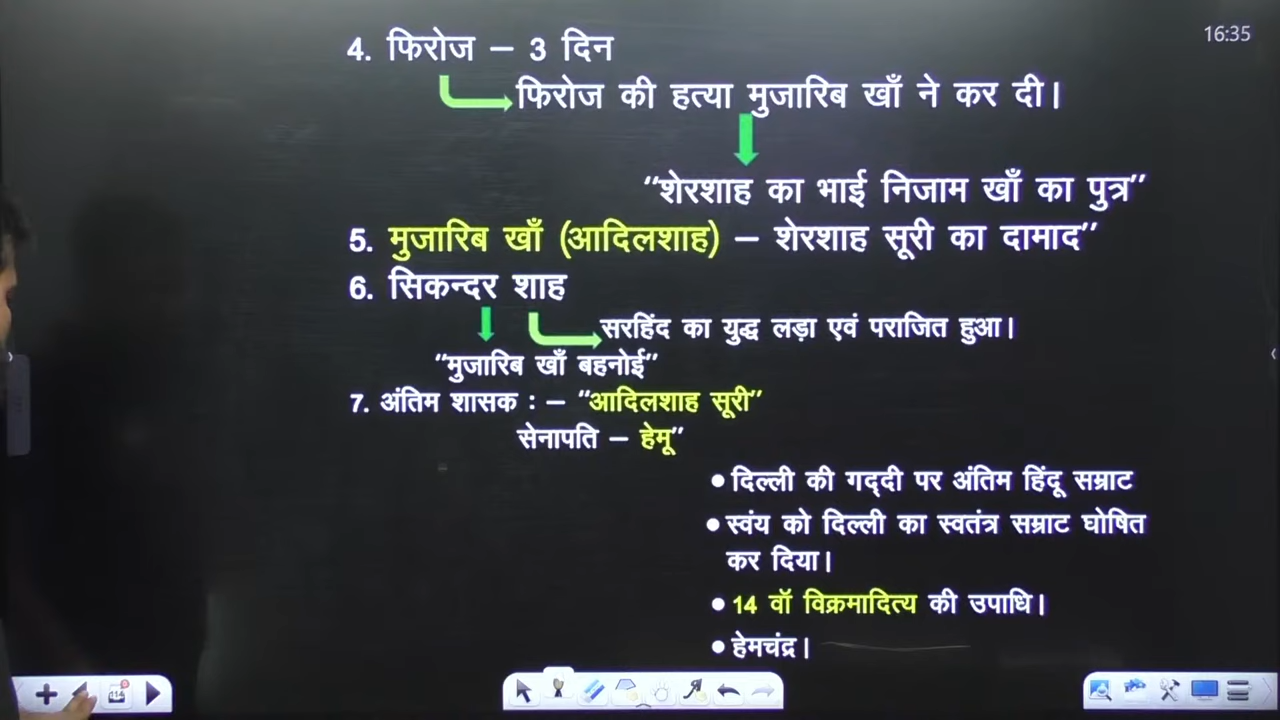 16:35
4. फिरोज – 3 दिन
फिरोज की हत्या मुजारिब खाँ ने कर दी।
“शेरशाह का भाई निजाम खाँ का पुत्र”
5. मुजारिब खाँ (आदिलशाह) – शेरशाह सूरी का दामाद”
6. सिकन्दर शाह
सरहिंद का युद्ध लड़ा एवं पराजित हुआ।
“मुजारिब खाँ बहनोई”
7. अंतिम शासक : – “आदिलशाह सूरी”
सेनापति – हेमू”
• दिल्ली की गद्दी पर अंतिम हिंदू सम्राट
• स्वंय को दिल्ली का स्वतंत्र सम्राट घोषित
कर दिया।
• 14 वॉ विक्रमादित्य की उपाधि।
• हेमचंद्र।
114